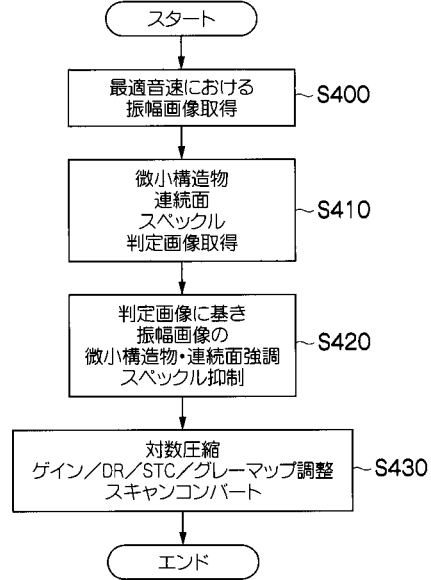 スタート
最適音速における
振幅画像取得
S400
微小構造物
連続面
スペックル
判定画像取得
S410
判定画像に基き
振幅画像の
微小構造物・連続面強調
スペックル抑制
S420
対数圧縮
ゲイン/DR/STC/グレーマップ調整
スキャンコンバート
S430
エンド